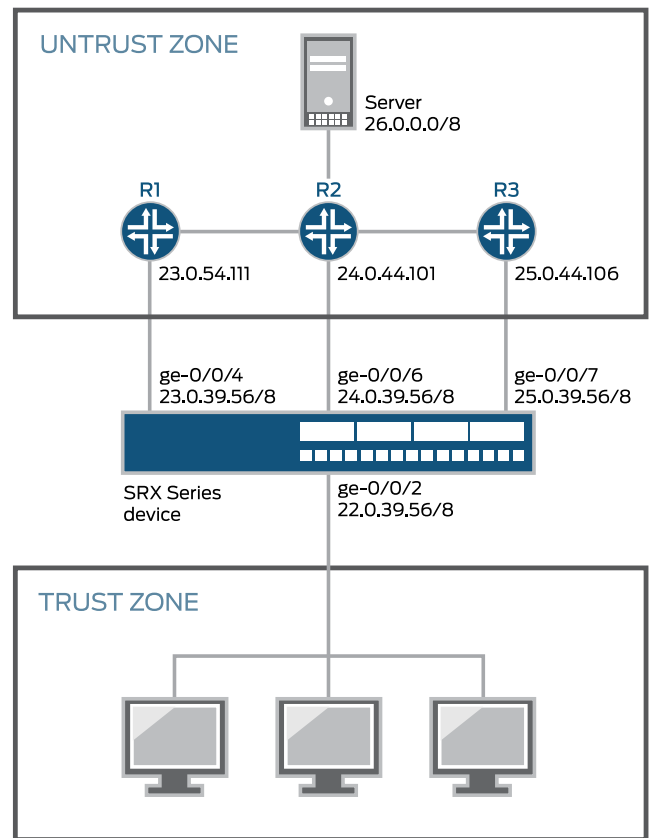 UNTRUST ZONE
Server
26.0.0.0/8
R1
R2
R3
23.0.54.111
24.0.44.101
25.0.44.106
ge-0/0/4
23.0.39.56/8
ge-0/0/6
24.0.39.56/8
ge-0/0/7
25.0.39.56/8
SRX Series
device
ge-0/0/2
22.0.39.56/8
TRUST ZONE